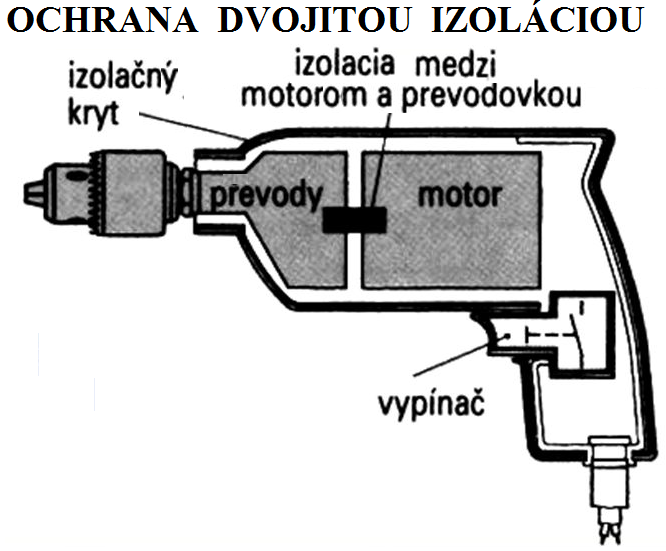 OCHRANA DVOJITOU IZOLÁCIOU
izolačný
kryt
izolacia medzi
motorom a prevodovkou
prevody
motor
vypínač